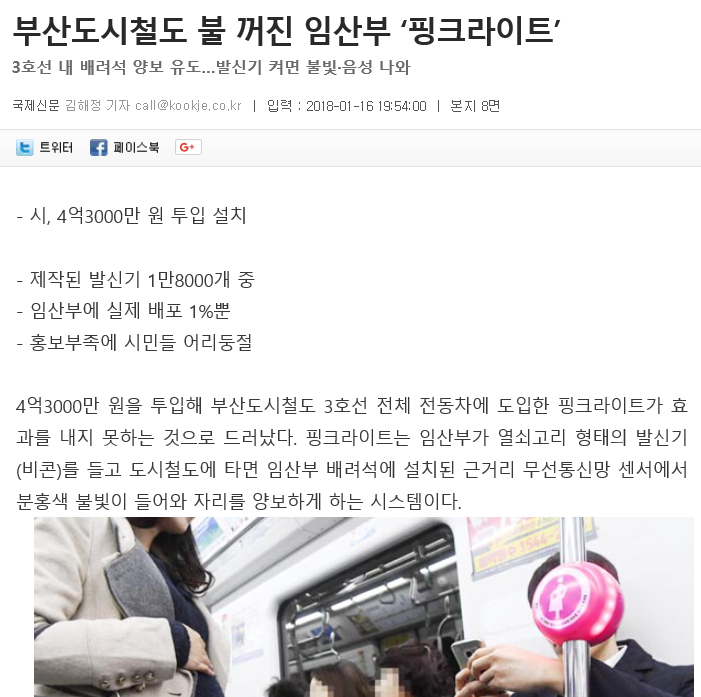 부산도시철도 불 꺼진 임산부 ‘핑크라이트’
3호선 내 배려석 양보 유도…발신기 켜면 불빛·음성 나와
국제신문 김해정 기자 call@kookje.co.kr | 입력 : 2018-01-16 19:54:00 | 본지 8면
트위터 페이스북 G+
- 시, 4억3000만 원 투입 설치
- 제작된 발신기 1만8000개 중
- 임산부에 실제 배포 1%뿐
- 홍보부족에 시민들 어리둥절
4억3000만 원을 투입해 부산도시철도 3호선 전체 전동차에 도입한 핑크라이트가 효
과를 내지 못하는 것으로 드러났다. 핑크라이트는 임산부가 열쇠고리 형태의 발신기
(비콘)를 들고 도시철도에 타면 임산부 배려석에 설치된 근거리 무선통신망 센서에서
분홍색 불빛이 들어와 자리를 양보하게 하는 시스템이다.